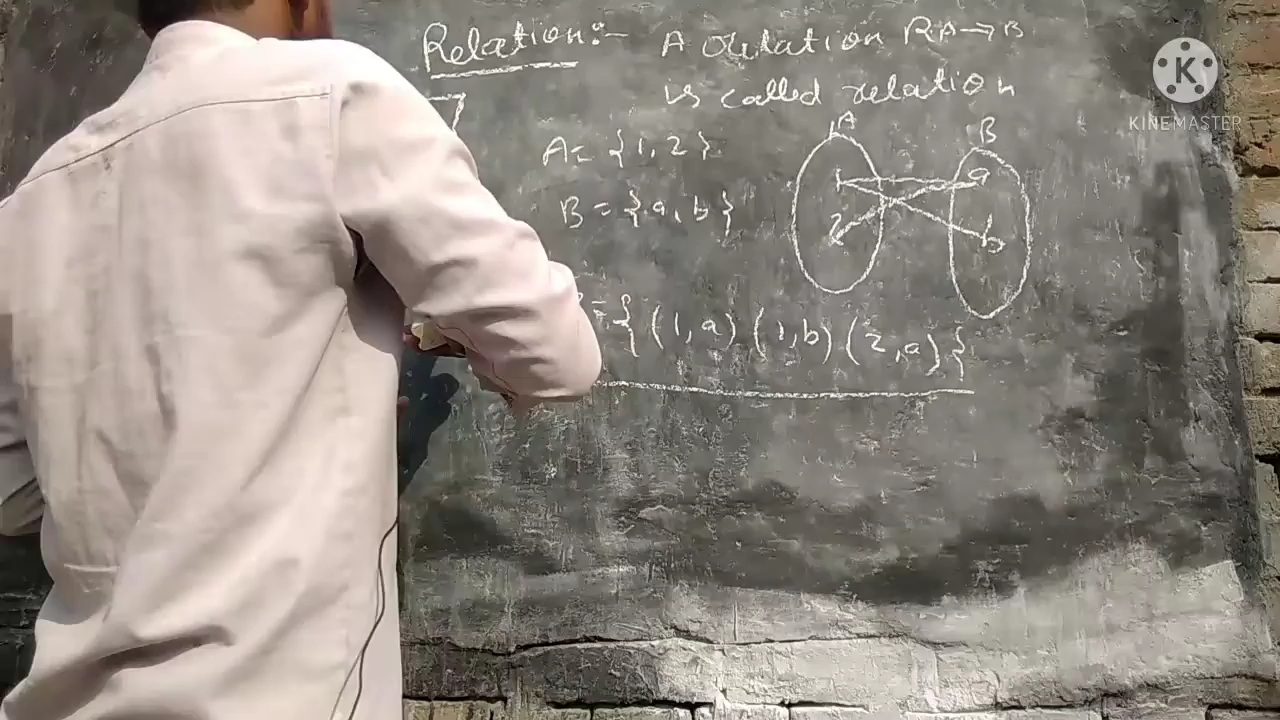 Relation:- A relation RA→B
is called relation
A = {1, 2}
B = {a, b}
A B
1 a
2 b
= {(1, a) (1, b) (2, a)}
K
KINEMASTER